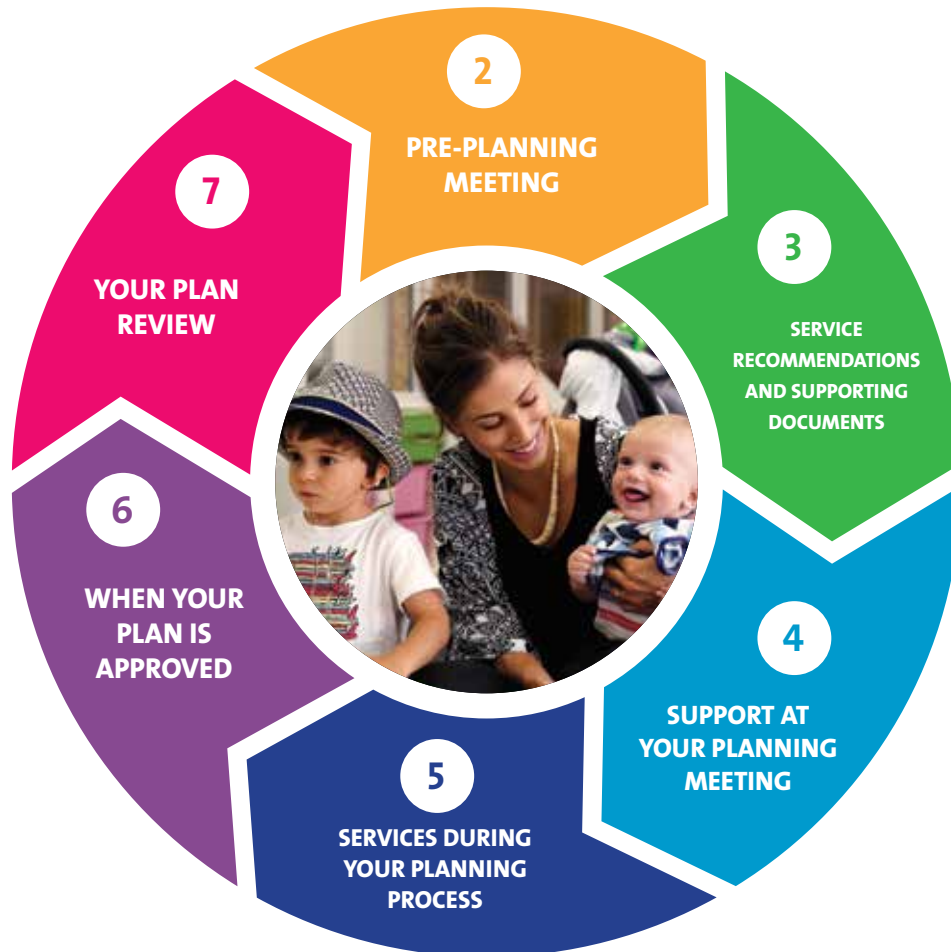 2
PRE-PLANNING
MEETING
3
SERVICE
RECOMMENDATIONS
AND SUPPORTING
DOCUMENTS
4
SUPPORT AT
YOUR PLANNING
MEETING
5
SERVICES DURING
YOUR PLANNING
PROCESS
6
WHEN YOUR
PLAN IS
APPROVED
7
YOUR PLAN
REVIEW